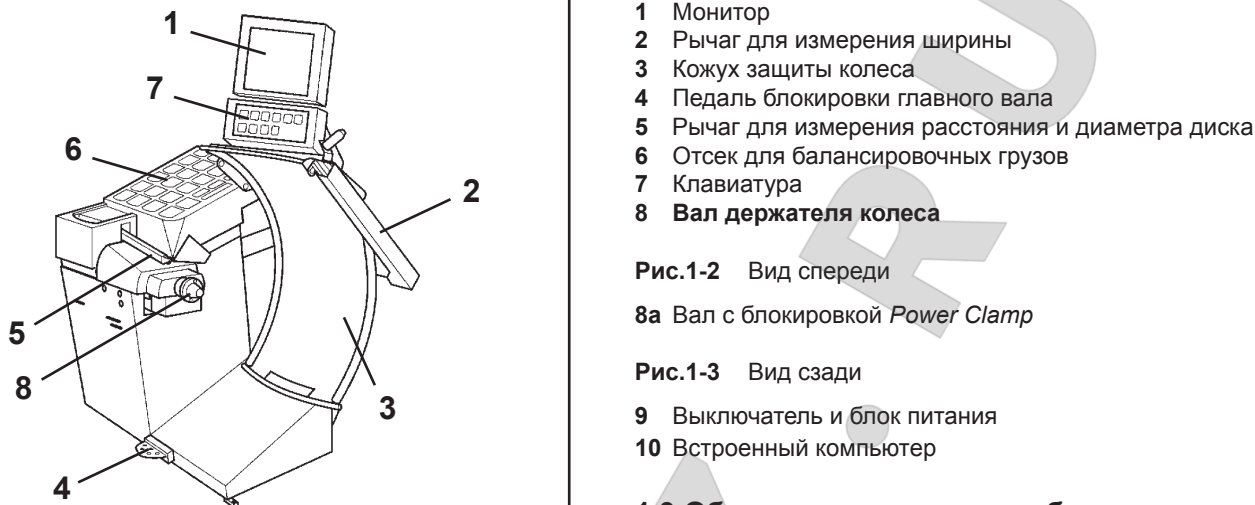 1
7
6
2
5
8
3
4
1 Монитор
2 Рычаг для измерения ширины
3 Кожух защиты колеса
4 Педаль блокировки главного вала
5 Рычаг для измерения расстояния и диаметра диска
6 Отсек для балансировочных грузов
7 Клавиатура
8 Вал держателя колеса
Рис.1-2 Вид спереди
8a Вал с блокировкой Power Clamp
Рис.1-3 Вид сзади
9 Выключатель и блок питания
10 Встроенный компьютер